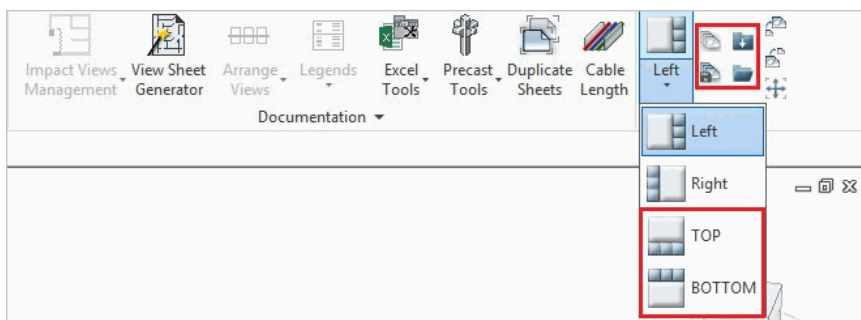 Impact Views View Sheet Arrange Legends Excel Precast Duplicate Cable Left
Management Generator Views Tools Tools Sheets Length
Documentation
Left
Right
TOP
BOTTOM